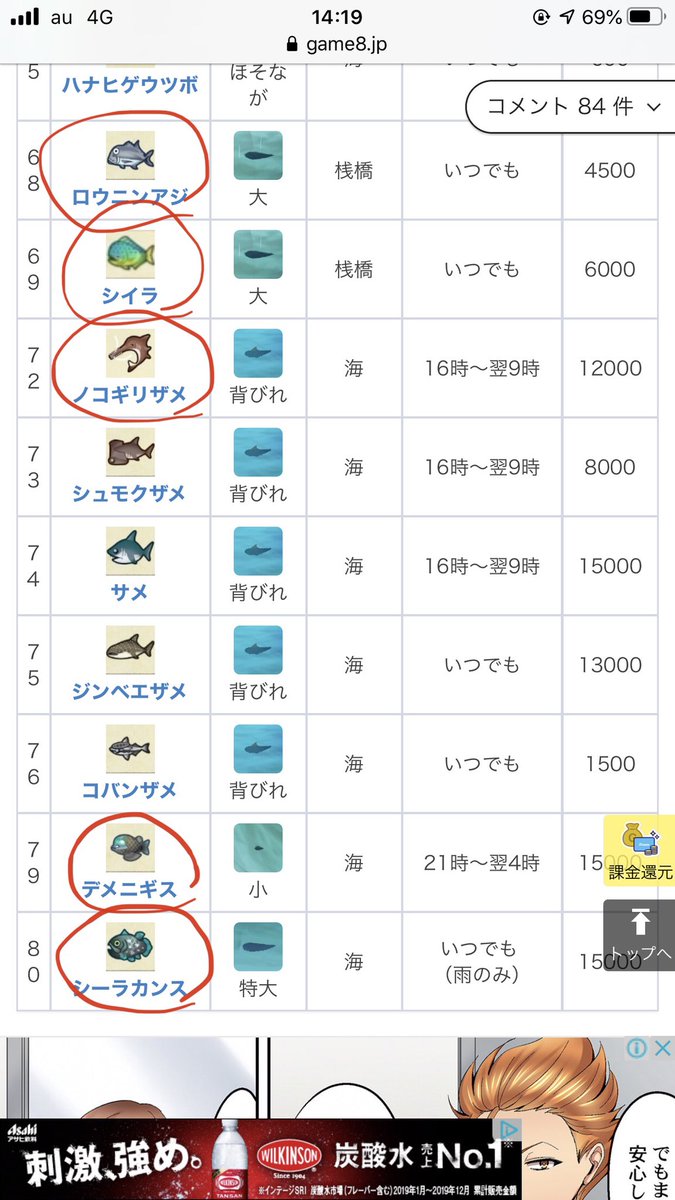 au 4G 14:19 69%
game8.jp
5 ハナヒゲウツボ ほそなが
コメント 84 件
68 ロウニンアジ 大 桟橋 いつでも 4500
69 シイラ 大 桟橋 いつでも 6000
72 ノコギリザメ 背びれ 海 16時〜翌9時 12000
73 シュモクザメ 背びれ 海 16時〜翌9時 8000
74 サメ 背びれ 海 16時〜翌9時 15000
75 ジンベエザメ 背びれ 海 いつでも 13000
76 コバンザメ 背びれ 海 いつでも 1500
79 デメニギス 小 海 21時〜翌4時 15000
課金還元
80 シーラカンス 特大 海 いつでも（雨のみ） 15000
トップへ
でもま
安心し
Asahi
アサヒ飲料
刺激、強め。
WILKINSON
Since 1904
TANSAN
炭酸水 売上 No.1
※インテージSRI 炭酸水市場(フレーバー含む)2019年1月〜2019年12月 累計販売金額